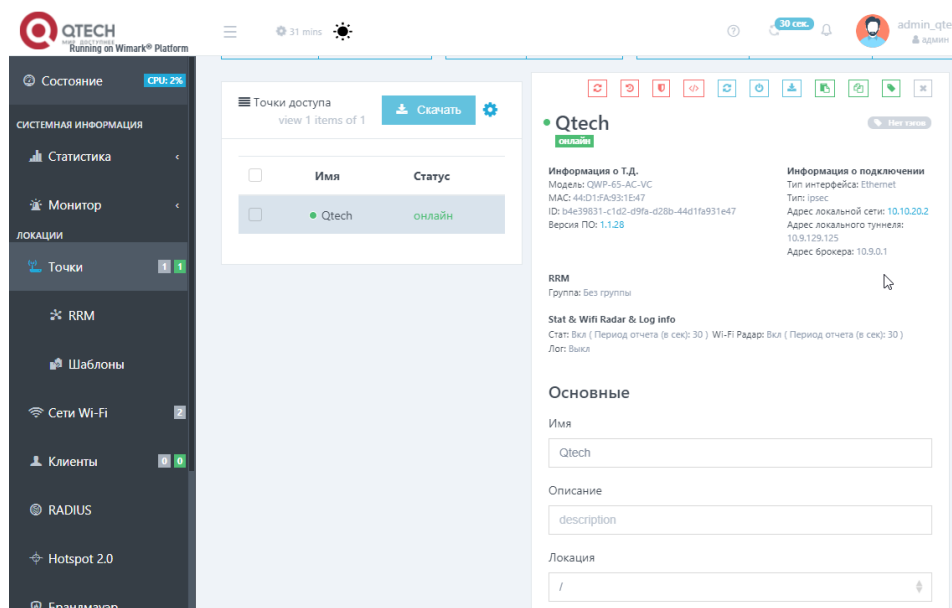 QTECH
МИР ДОСТУПНЕЕ
Running on Wimark® Platform
31 mins
30 сек.
admin_qte
админ
Состояние
CPU: 2%
СИСТЕМНАЯ ИНФОРМАЦИЯ
Статистика
Монитор
ЛОКАЦИИ
Точки
1 1
RRM
Шаблоны
Сети Wi-Fi
2
Клиенты
0 0
RADIUS
Hotspot 2.0
Брандмауэр
Точки доступа
view 1 items of 1
Скачать
Имя
Статус
Qtech
онлайн
Qtech
Нет тэгов
онлайн
Информация о Т.Д.
Модель: QWP-65-AC-VC
MAC: 44:D1:FA:93:1E:47
ID: b4e39831-c1d2-d9fa-d28b-44d1fa931e47
Версия ПО: 1.1.28
Информация о подключении
Тип интерфейса: Ethernet
Тип: ipsec
Адрес локальной сети: 10.10.20.2
Адрес локального туннеля:
10.9.129.125
Адрес брокера: 10.9.0.1
RRM
Группа: Без группы
Stat & Wifi Radar & Log info
Стат: Вкл ( Период отчета (в сек): 30 ) Wi-Fi Радар: Вкл ( Период отчета (в сек): 30 )
Лог: Выкл
Основные
Имя
Qtech
Описание
description
Локация
/